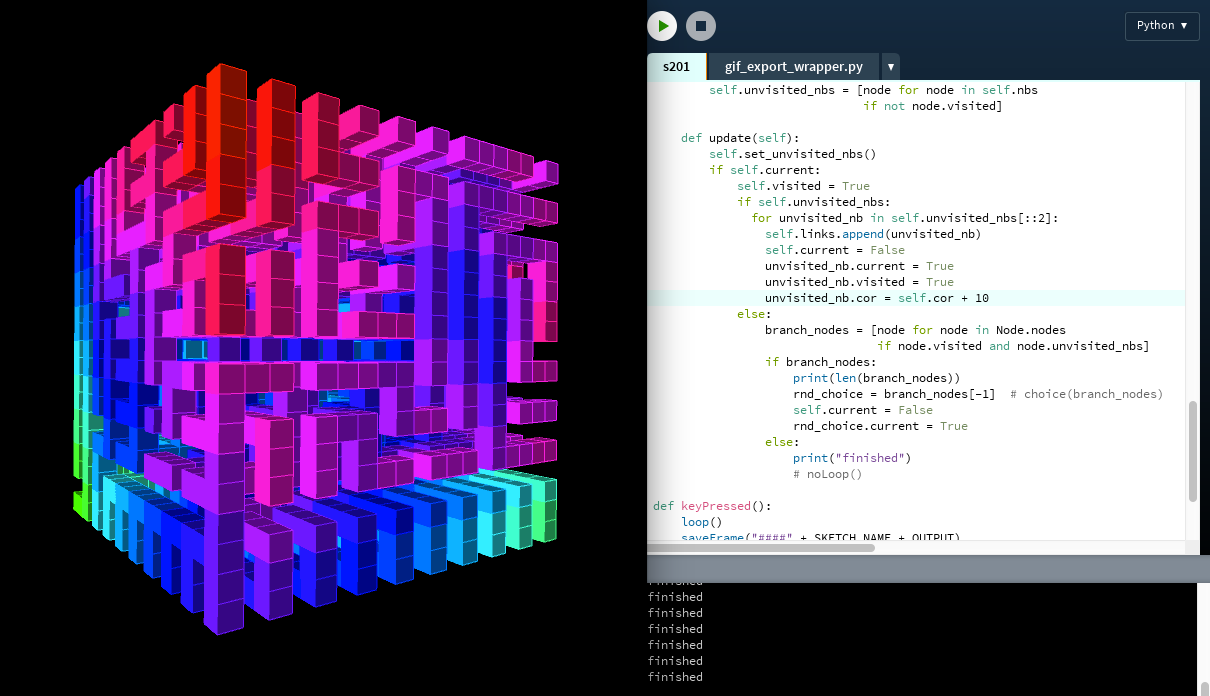 Python ▼
s201
gif_export_wrapper.py
▼
self.unvisited_nbs = [node for node in self.nbs
if not node.visited]
def update(self):
self.set_unvisited_nbs()
if self.current:
self.visited = True
if self.unvisited_nbs:
for unvisited_nb in self.unvisited_nbs[::2]:
self.links.append(unvisited_nb)
self.current = False
unvisited_nb.current = True
unvisited_nb.visited = True
unvisited_nb.cor = self.cor + 10
else:
branch_nodes = [node for node in Node.nodes
if node.visited and node.unvisited_nbs]
if branch_nodes:
print(len(branch_nodes))
rnd_choice = branch_nodes[-1]  # choice(branch_nodes)
self.current = False
rnd_choice.current = True
else:
print("finished")
# noLoop()
def keyPressed():
loop()
saveFrame("####" + SKETCH_NAME + OUTPUT)
finished
finished
finished
finished
finished
finished
finished